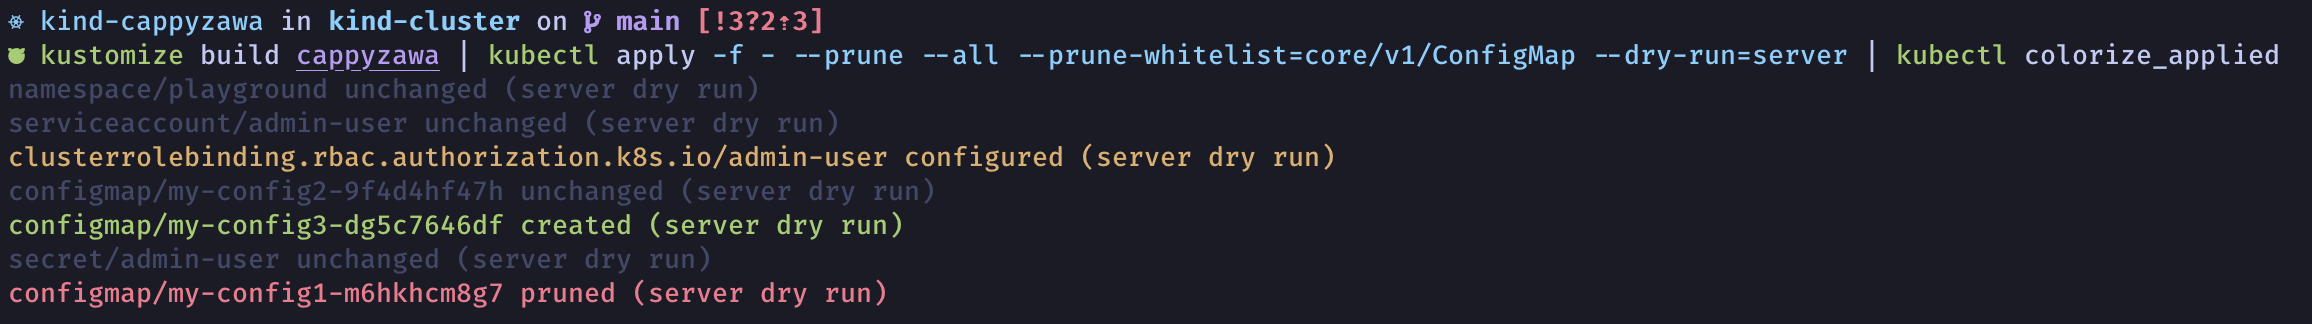 kind-cappyzawa in kind-cluster on main [!3?2⇡3]
kustomize build cappyzawa | kubectl apply -f - --prune --all --prune-whitelist=core/v1/ConfigMap --dry-run=server | kubectl colorize_applied
namespace/playground unchanged (server dry run)
serviceaccount/admin-user unchanged (server dry run)
clusterrolebinding.rbac.authorization.k8s.io/admin-user configured (server dry run)
configmap/my-config2-9f4d4hf47h unchanged (server dry run)
configmap/my-config3-dg5c7646df created (server dry run)
secret/admin-user unchanged (server dry run)
configmap/my-config1-m6hkhcm8g7 pruned (server dry run)